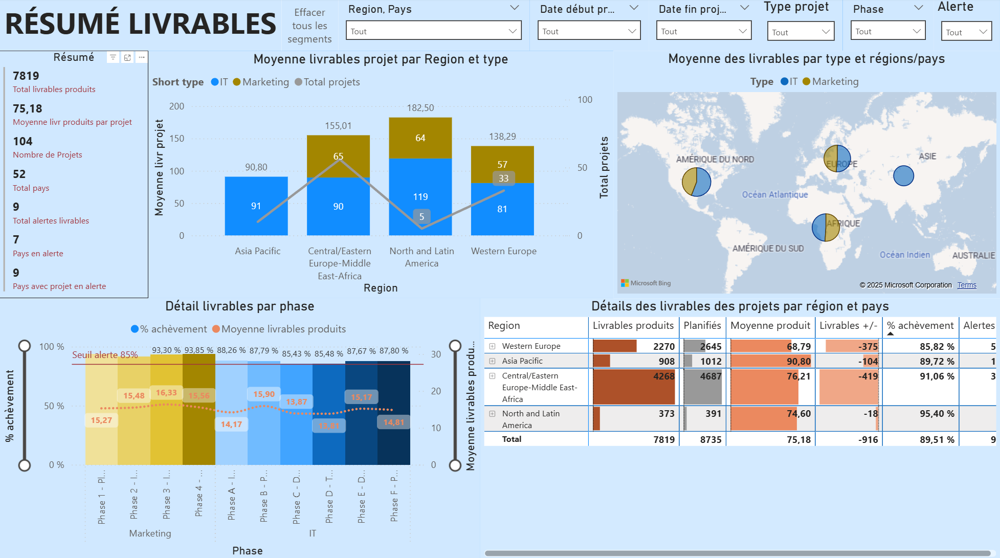 RÉSUMÉ LIVRABLES
Effacer
tous les
segments
Region, Pays
Tout
Date début pr...
Tout
Date fin proj...
Tout
Type projet
Tout
Phase
Tout
Alerte
Tout
Résumé
7819
Total livrables produits
75,18
Moyenne livr produits par projet
104
Nombre de Projets
52
Total pays
9
Total alertes livrables
7
Pays en alerte
9
Pays avec projet en alerte
Moyenne livrables projet par Region et type
Short type IT Marketing Total projets
Moyenne livr projet
200
150
100
50
0
90,80
91
155,01
65
90
182,50
64
119
5
138,29
57
33
81
100
50
0
Total projets
Asia Pacific
Central/Eastern
Europe-Middle
East-Africa
North and Latin
America
Western Europe
Region
Moyenne des livrables par type et régions/pays
Type IT Marketing
AMÉRIQUE DU NORD
EUROPE
ASIE
Océan Atlantique
AFRIQUE
AMÉRIQUE DU SUD
Océan Indien
AUSTRALIE
Microsoft Bing
© 2025 Microsoft Corporation Terms
Détail livrables par phase
% achèvement Moyenne livrables produits
% achèvement
100 %
50 %
0 %
Seuil alerte 85%
93,30 %
93,85 %
88,26 %
87,79 %
85,43 %
85,48 %
87,67 %
87,80 %
15,27
15,48
16,33
15,56
14,17
15,90
13,87
13,81
15,17
14,81
30
20
10
0
Moyenne livrables produ...
Phase 1 - Pl...
Phase 2 - I...
Phase 3 - I...
Phase 4 - ...
Phase A - I...
Phase B - P...
Phase C - D...
Phase D - T...
Phase E - D...
Phase F - P...
Marketing
IT
Phase
Détails des livrables des projets par région et pays
Region Livrables produits Planifiés Moyenne produit Livrables +/- % achèvement Alertes
Western Europe 2270 2645 68,79 -375 85,82 % 5
Asia Pacific 908 1012 90,80 -104 89,72 % 1
Central/Eastern 4268 4687 76,21 -419 91,06 % 3
Europe-Middle East-
Africa
North and Latin 373 391 74,60 -18 95,40 %
America
Total 7819 8735 75,18 -916 89,51 % 9